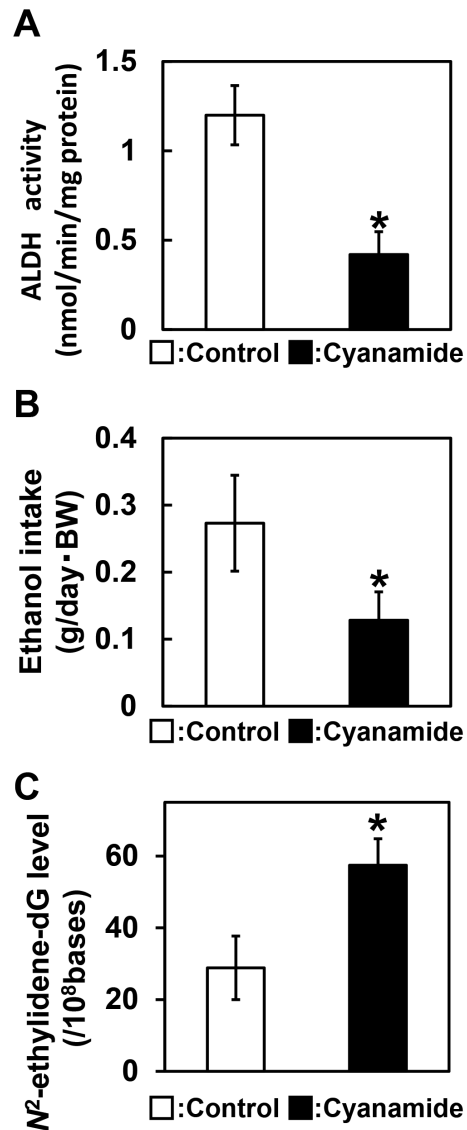 A
ALDH activity
(nmol/min/mg protein)
1.5
1
0.5
0
*
□:Control ■:Cyanamide
B
Ethanol intake
(g/day・BW)
0.4
0.3
0.2
0.1
0
*
□:Control ■:Cyanamide
C
N²-ethylidene-dG level
(/10⁸bases)
60
40
20
0
*
□:Control ■:Cyanamide